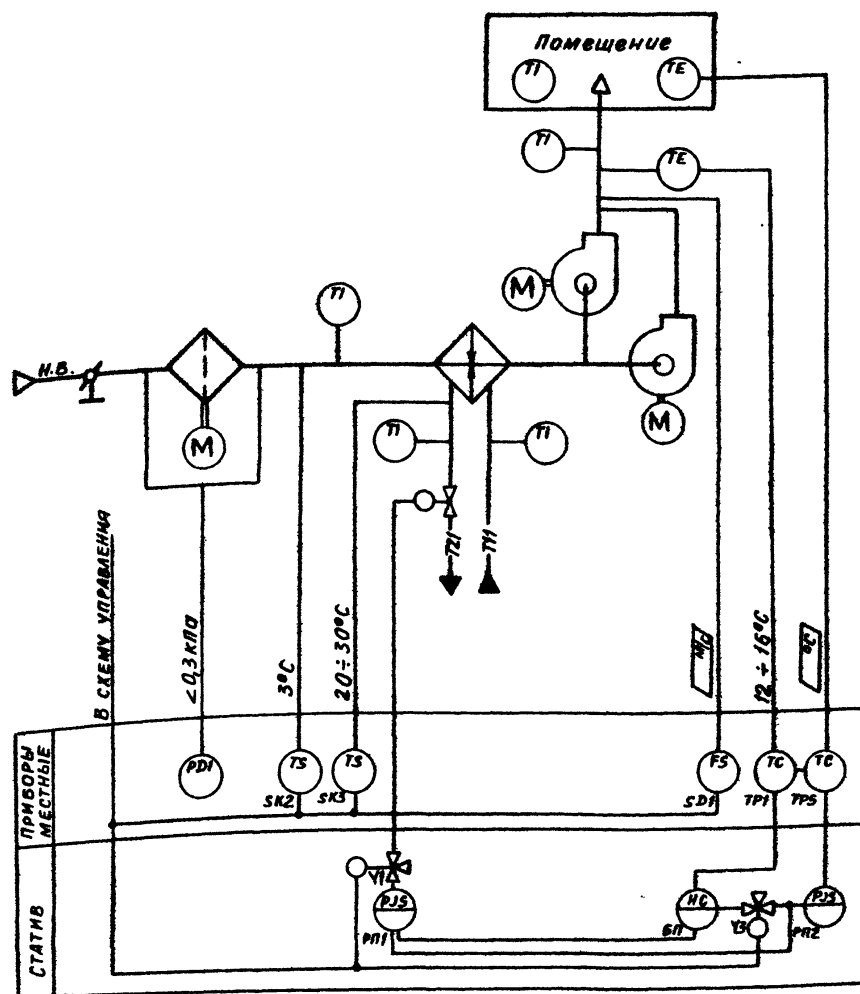 Помещение
TI
TE
TI
TE
M
TI
Н.В.
M
M
TI
TI
T21
T11
В СХЕМУ УПРАВЛЕНИЯ
<0,3 кПа
3°С
20÷30°С
12÷16°С
°С
ПРИБОРЫ МЕСТНЫЕ
PDI
TS
SK2
TS
SK3
FS
SD1
TC
TP1
TC
TP5
СТАТИВ
Y1
PJS
РП1
HC
БП
Y3
PJS
РП2